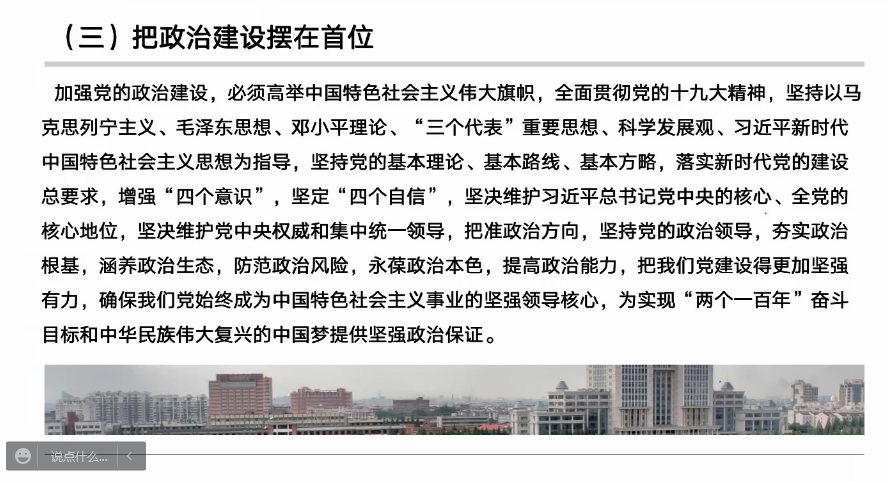 （三）把政治建设摆在首位
加强党的政治建设，必须高举中国特色社会主义伟大旗帜，全面贯彻党的十九大精神，坚持以马
克思列宁主义、毛泽东思想、邓小平理论、“三个代表”重要思想、科学发展观、习近平新时代
中国特色社会主义思想为指导，坚持党的基本理论、基本路线、基本方略，落实新时代党的建设
总要求，增强“四个意识”，坚定“四个自信”，坚决维护习近平总书记党中央的核心、全党的
核心地位，坚决维护党中央权威和集中统一领导，把准政治方向，坚持党的政治领导，夯实政治
根基，涵养政治生态，防范政治风险，永葆政治本色，提高政治能力，把我们党建设得更加坚强
有力，确保我们党始终成为中国特色社会主义事业的坚强领导核心，为实现“两个一百年”奋斗
目标和中华民族伟大复兴的中国梦提供坚强政治保证。
说点什么...